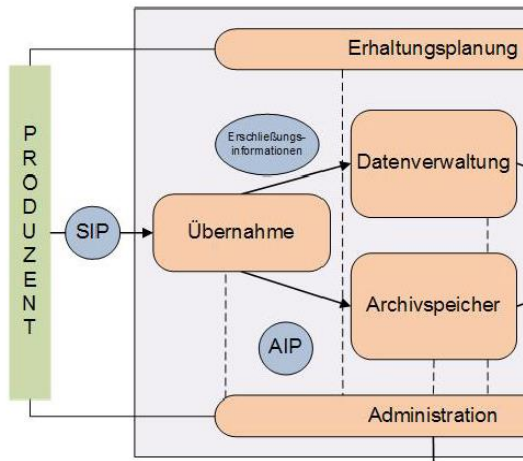 Erhaltungsplanung
PRODUZENT
Erschließungs-
informationen
Datenverwaltung
SIP
Übernahme
Archivspeicher
AIP
Administration